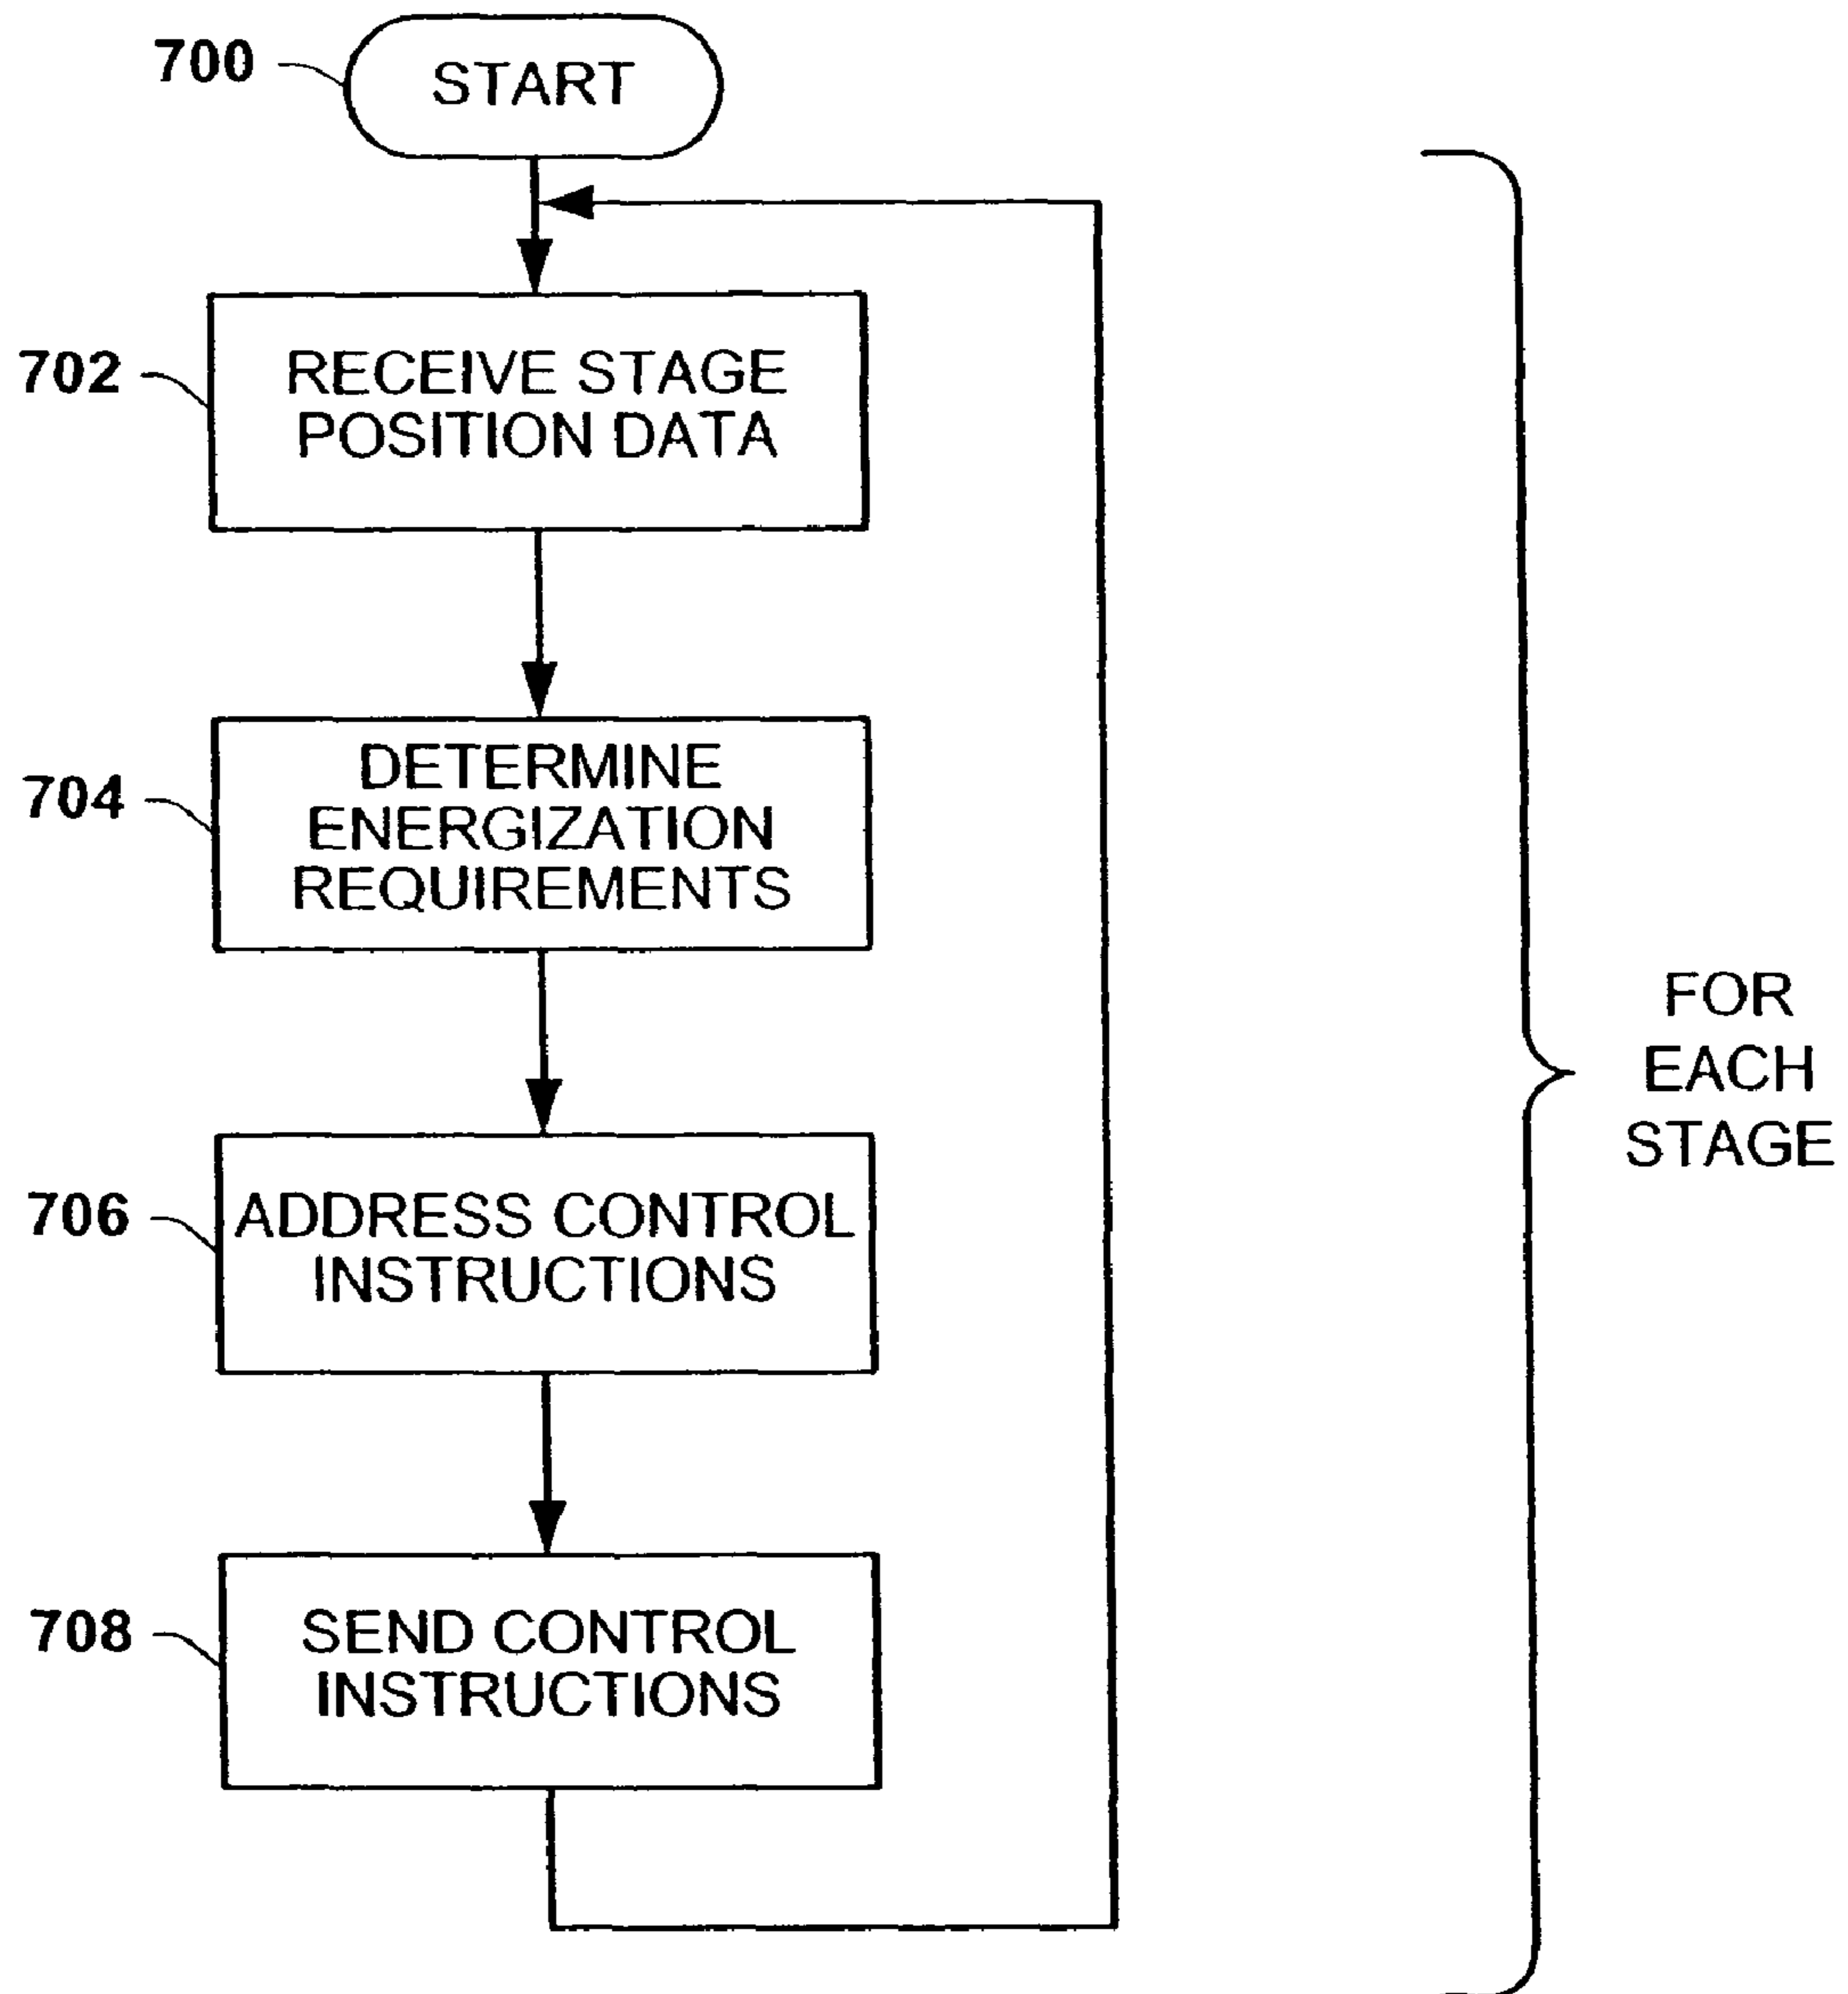 700
START
702
RECEIVE STAGE
POSITION DATA
704
DETERMINE
ENERGIZATION
REQUIREMENTS
706
ADDRESS CONTROL
INSTRUCTIONS
708
SEND CONTROL
INSTRUCTIONS
FOR
EACH
STAGE